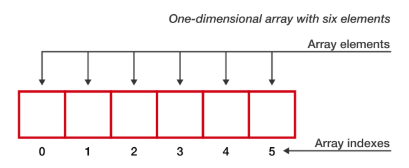 One-dimensional array with six elements
Array elements
0 1 2 3 4 5 Array indexes